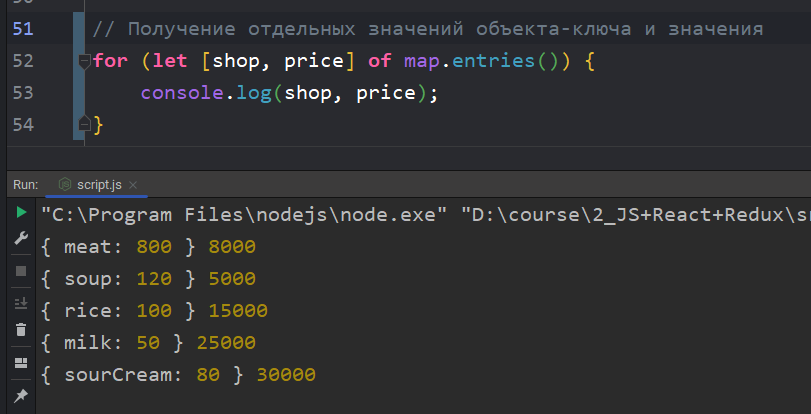 51 // Получение отдельных значений объекта-ключа и значения
52 for (let [shop, price] of map.entries()) {
53 console.log(shop, price);
54 }
Run: script.js
"C:\Program Files\nodejs\node.exe" "D:\course\2_JS+React+Redux\
{ meat: 800 } 8000
{ soup: 120 } 5000
{ rice: 100 } 15000
{ milk: 50 } 25000
{ sourCream: 80 } 30000